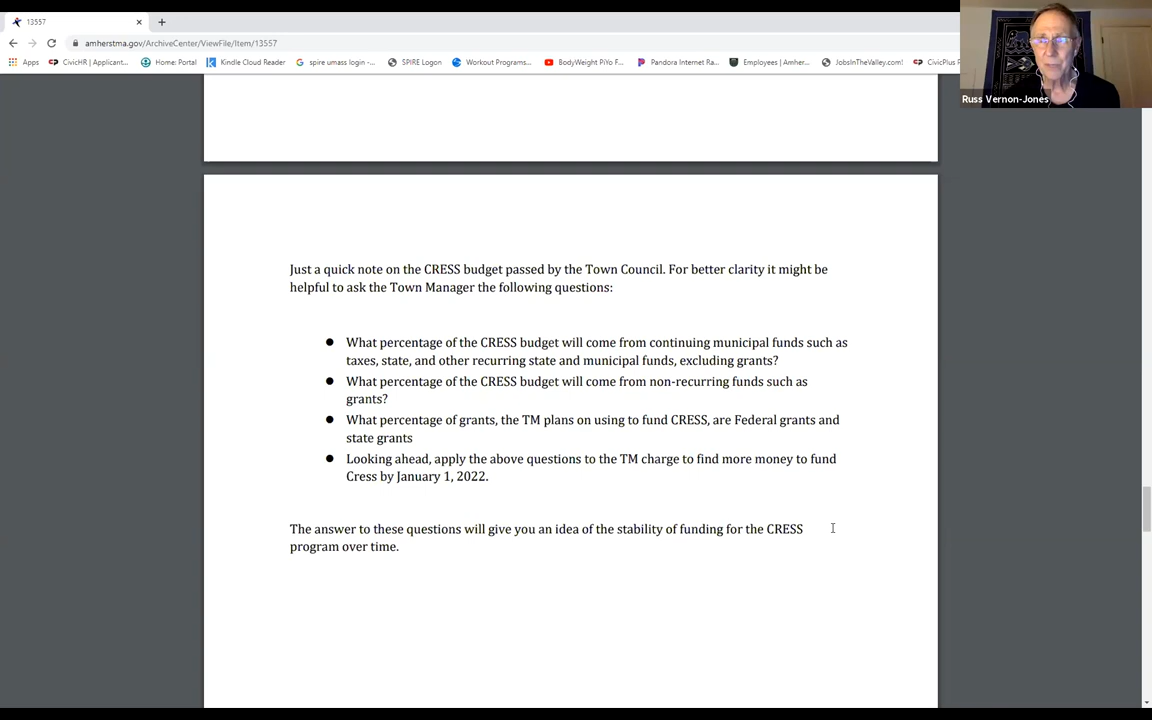 13557
amherstma.gov/ArchiveCenter/ViewFile/Item/13557
Apps CivicHR | Applicant... Home: Portal Kindle Cloud Reader spire umass login -... SPIRE Logon Workout Programs... BodyWeight PiYo F... Pandora Internet Ra... Employees | Amher... JobsInTheValley.com! CivicPlus P
Russ Vernon-Jones
Just a quick note on the CRESS budget passed by the Town Council. For better clarity it might be
helpful to ask the Town Manager the following questions:
● What percentage of the CRESS budget will come from continuing municipal funds such as
taxes, state, and other recurring state and municipal funds, excluding grants?
● What percentage of the CRESS budget will come from non-recurring funds such as
grants?
● What percentage of grants, the TM plans on using to fund CRESS, are Federal grants and
state grants
● Looking ahead, apply the above questions to the TM charge to find more money to fund
Cress by January 1, 2022.
The answer to these questions will give you an idea of the stability of funding for the CRESS
program over time.